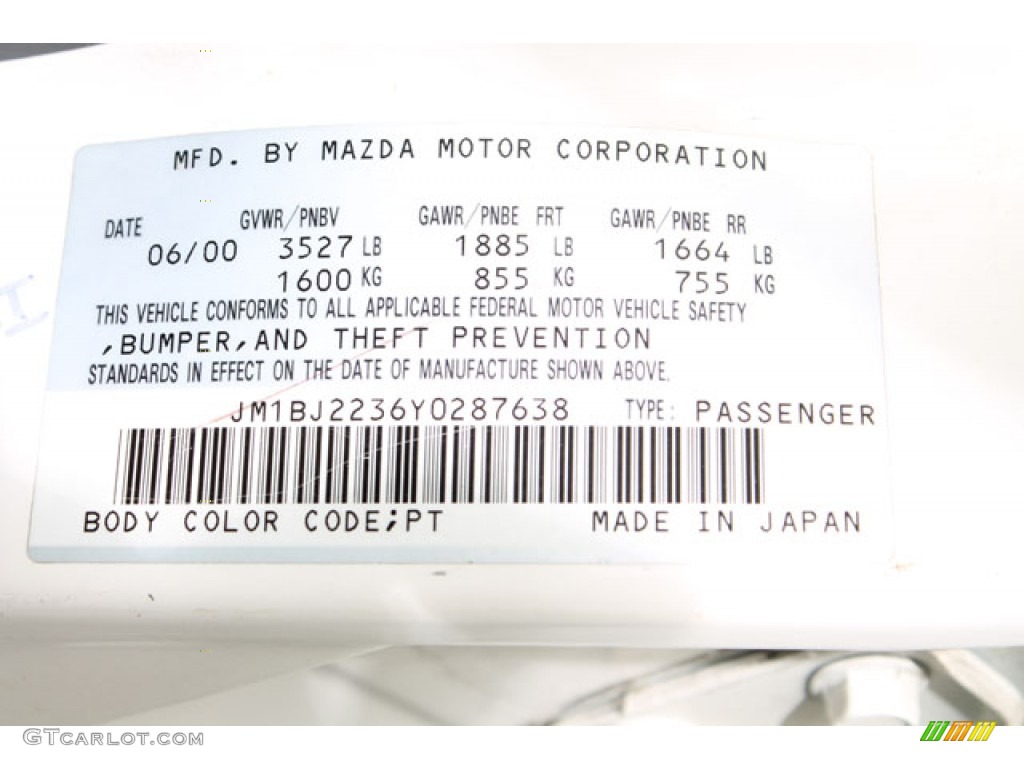 MFD. BY MAZDA MOTOR CORPORATION
DATE GVWR/PNBV GAWR/PNBE FRT GAWR/PNBE RR
06/00 3527 LB 1885 LB 1664 LB
1600 KG 855 KG 755 KG
THIS VEHICLE CONFORMS TO ALL APPLICABLE FEDERAL MOTOR VEHICLE SAFETY
,BUMPER,AND THEFT PREVENTION
STANDARDS IN EFFECT ON THE DATE OF MANUFACTURE SHOWN ABOVE.
JM1BJ2236Y0287638 TYPE: PASSENGER
BODY COLOR CODE;PT MADE IN JAPAN
GTcarlot.com